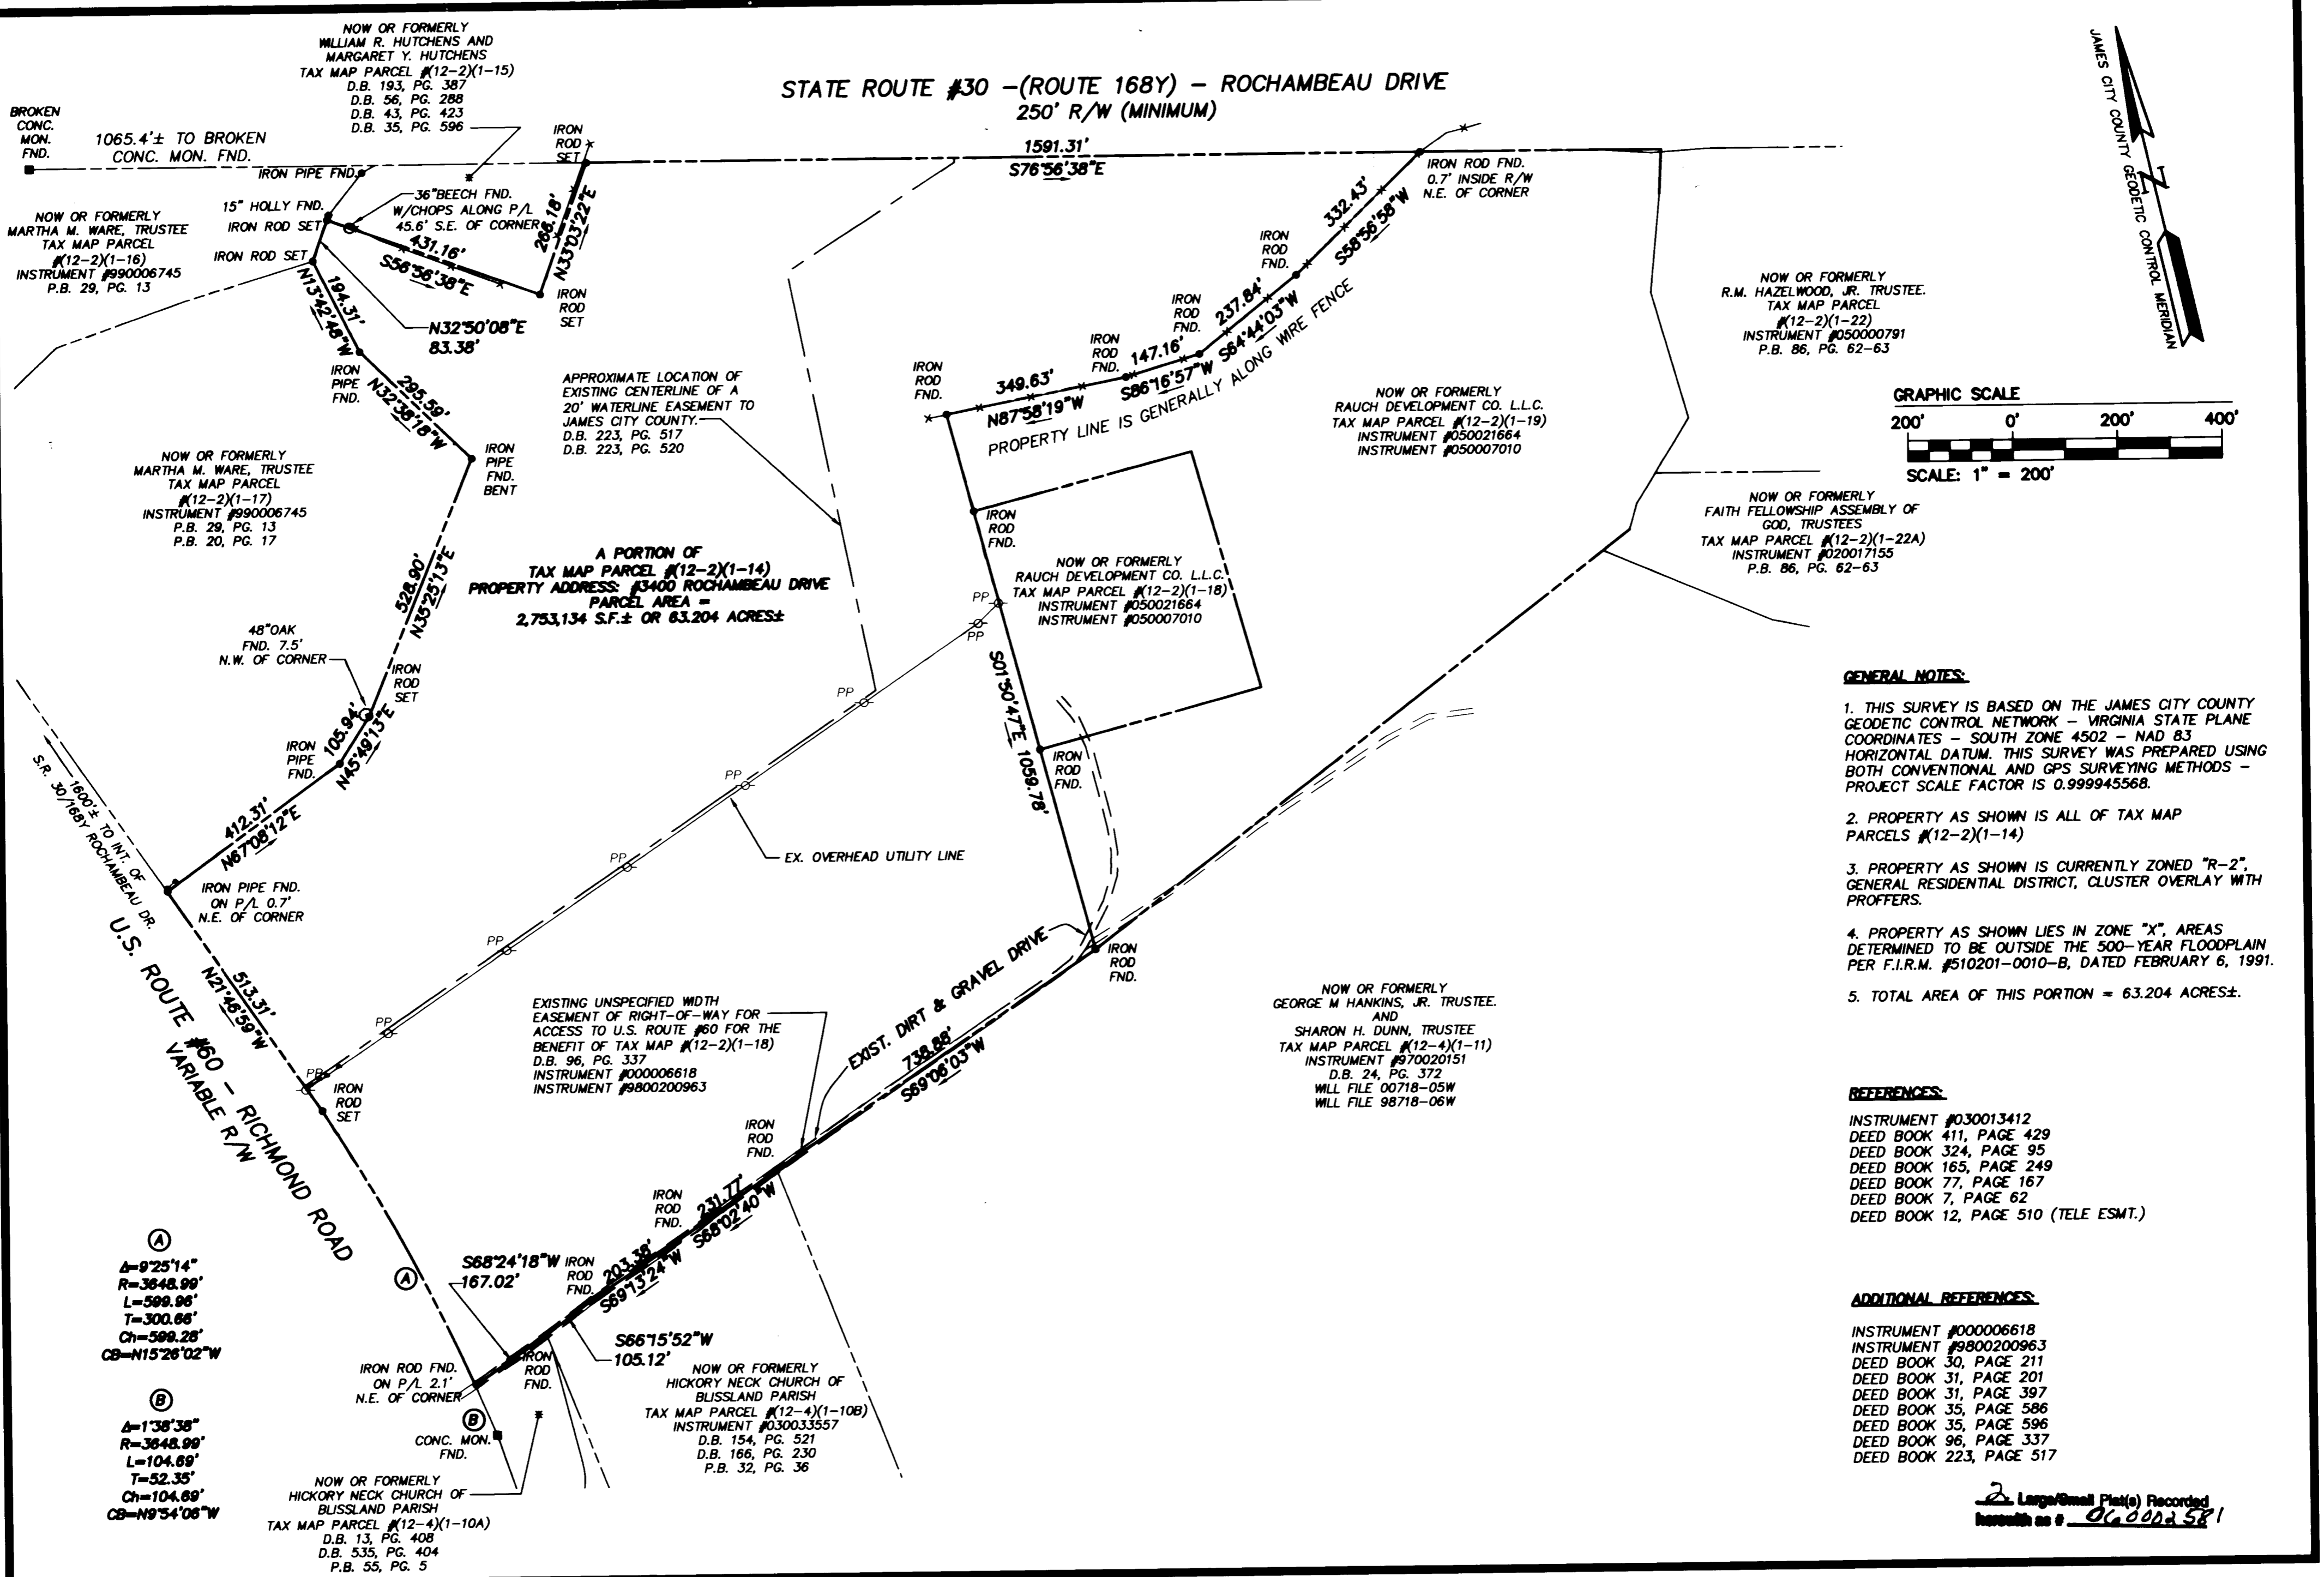 NOW OR FORMERLY
WILLIAM R. HUTCHENS AND
MARGARET Y. HUTCHENS
TAX MAP PARCEL #(12-2)(1-15)
D.B. 193, PG. 387
D.B. 56, PG. 288
D.B. 43, PG. 423
D.B. 35, PG. 596
STATE ROUTE #30 -(ROUTE 168Y) - ROCHAMBEAU DRIVE
250' R/W (MINIMUM)
BROKEN
CONC.
MON.
FND.
1065.4'± TO BROKEN
CONC. MON. FND.
IRON
ROD
SET
1591.31'
S76°56'38"E
IRON PIPE FND.
15" HOLLY FND.
IRON ROD SET
IRON ROD SET
36"BEECH FND.
W/CHOPS ALONG P/L
45.6' S.E. OF CORNER
431.16'
S56°56'38"E
268.18'
N33°03'22"E
IRON
ROD
SET
N32°50'08"E
83.38'
NOW OR FORMERLY
MARTHA M. WARE, TRUSTEE
TAX MAP PARCEL
#(12-2)(1-16)
INSTRUMENT #990006745
P.B. 29, PG. 13
194.31'
N13°42'48"W
IRON
PIPE
FND.
295.59'
N32°38'18"W
IRON
PIPE
FND.
BENT
IRON ROD FND.
0.7' INSIDE R/W
N.E. OF CORNER
332.43'
S58°56'58"W
IRON
ROD
FND.
237.84'
S64°44'03"W
IRON
ROD
FND.
147.16'
S86°16'57"W
IRON
ROD
FND.
349.63'
N87°58'19"W
IRON
ROD
FND.
PROPERTY LINE IS GENERALLY ALONG WIRE FENCE
JAMES CITY COUNTY GEODETIC CONTROL MERIDIAN
N
NOW OR FORMERLY
R.M. HAZELWOOD, JR. TRUSTEE.
TAX MAP PARCEL
#(12-2)(1-22)
INSTRUMENT #050000791
P.B. 86, PG. 62-63
GRAPHIC SCALE
200' 0' 200' 400'
SCALE: 1" = 200'
APPROXIMATE LOCATION OF
EXISTING CENTERLINE OF A
20' WATERLINE EASEMENT TO
JAMES CITY COUNTY.
D.B. 223, PG. 517
D.B. 223, PG. 520
NOW OR FORMERLY
RAUCH DEVELOPMENT CO. L.L.C.
TAX MAP PARCEL #(12-2)(1-19)
INSTRUMENT #050021664
INSTRUMENT #050007010
NOW OR FORMERLY
MARTHA M. WARE, TRUSTEE
TAX MAP PARCEL
#(12-2)(1-17)
INSTRUMENT #990006745
P.B. 29, PG. 13
P.B. 20, PG. 17
NOW OR FORMERLY
FAITH FELLOWSHIP ASSEMBLY OF
GOD, TRUSTEES
TAX MAP PARCEL #(12-2)(1-22A)
INSTRUMENT #020017155
P.B. 86, PG. 62-63
528.90'
N35°25'13"E
A PORTION OF
TAX MAP PARCEL #(12-2)(1-14)
PROPERTY ADDRESS: #3400 ROCHAMBEAU DRIVE
PARCEL AREA =
2,753,134 S.F.± OR 63.204 ACRES±
IRON
ROD
FND.
NOW OR FORMERLY
RAUCH DEVELOPMENT CO. L.L.C.
TAX MAP PARCEL #(12-2)(1-18)
INSTRUMENT #050021664
INSTRUMENT #050007010
PP
PP
PP
PP
PP
PP
PP
PP
S01°50'47"E 1059.78'
IRON
ROD
FND.
48"OAK
FND. 7.5'
N.W. OF CORNER
IRON
ROD
SET
105.94'
N45°49'13"E
IRON
PIPE
FND.
412.31'
N67°08'12"E
1600'± TO INT. OF
S.R. 30/168Y ROCHAMBEAU DR.
IRON PIPE FND.
ON P/L 0.7'
N.E. OF CORNER
EX. OVERHEAD UTILITY LINE
513.31'
N21°46'59"W
U.S. ROUTE #60 - RICHMOND ROAD
VARIABLE R/W
IRON
ROD
SET
EXISTING UNSPECIFIED WIDTH
EASEMENT OF RIGHT-OF-WAY FOR
ACCESS TO U.S. ROUTE #60 FOR THE
BENEFIT OF TAX MAP #(12-2)(1-18)
D.B. 96, PG. 337
INSTRUMENT #000006618
INSTRUMENT #9800200963
EXIST. DIRT & GRAVEL DRIVE
738.88'
S69°06'03"W
IRON
ROD
FND.
NOW OR FORMERLY
GEORGE M HANKINS, JR. TRUSTEE.
AND
SHARON H. DUNN, TRUSTEE
TAX MAP PARCEL #(12-4)(1-11)
INSTRUMENT #970020151
D.B. 24, PG. 372
WILL FILE 00718-05W
WILL FILE 98718-06W
IRON
ROD
FND.
231.77'
S68°02'40"W
IRON
ROD
FND.
203.38'
S69°13'24"W
IRON
ROD
FND.
S68°24'18"W
167.02'
S66°15'52"W
105.12'
IRON
ROD
FND.
IRON ROD FND.
ON P/L 2.1'
N.E. OF CORNER
A
B
CONC. MON.
FND.
NOW OR FORMERLY
HICKORY NECK CHURCH OF
BLISSLAND PARISH
TAX MAP PARCEL #(12-4)(1-10B)
INSTRUMENT #030033557
D.B. 154, PG. 521
D.B. 166, PG. 230
P.B. 32, PG. 36
NOW OR FORMERLY
HICKORY NECK CHURCH OF
BLISSLAND PARISH
TAX MAP PARCEL #(12-4)(1-10A)
D.B. 13, PG. 408
D.B. 535, PG. 404
P.B. 55, PG. 5
A
Δ=9°25'14"
R=3648.99'
L=599.96'
T=300.66'
Ch=599.28'
CB=N15°26'02"W
B
Δ=1°38'38"
R=3648.99'
L=104.69'
T=52.35'
Ch=104.69'
CB=N9°54'06"W
GENERAL NOTES:
1. THIS SURVEY IS BASED ON THE JAMES CITY COUNTY
GEODETIC CONTROL NETWORK - VIRGINIA STATE PLANE
COORDINATES - SOUTH ZONE 4502 - NAD 83
HORIZONTAL DATUM. THIS SURVEY WAS PREPARED USING
BOTH CONVENTIONAL AND GPS SURVEYING METHODS -
PROJECT SCALE FACTOR IS 0.999945568.
2. PROPERTY AS SHOWN IS ALL OF TAX MAP
PARCELS #(12-2)(1-14)
3. PROPERTY AS SHOWN IS CURRENTLY ZONED "R-2",
GENERAL RESIDENTIAL DISTRICT, CLUSTER OVERLAY WITH
PROFFERS.
4. PROPERTY AS SHOWN LIES IN ZONE "X", AREAS
DETERMINED TO BE OUTSIDE THE 500-YEAR FLOODPLAIN
PER F.I.R.M. #510201-0010-B, DATED FEBRUARY 6, 1991.
5. TOTAL AREA OF THIS PORTION = 63.204 ACRES±.
REFERENCES:
INSTRUMENT #030013412
DEED BOOK 411, PAGE 429
DEED BOOK 324, PAGE 95
DEED BOOK 165, PAGE 249
DEED BOOK 77, PAGE 167
DEED BOOK 7, PAGE 62
DEED BOOK 12, PAGE 510 (TELE ESMT.)
ADDITIONAL REFERENCES:
INSTRUMENT #000006618
INSTRUMENT #9800200963
DEED BOOK 30, PAGE 211
DEED BOOK 31, PAGE 201
DEED BOOK 31, PAGE 397
DEED BOOK 35, PAGE 586
DEED BOOK 35, PAGE 596
DEED BOOK 96, PAGE 337
DEED BOOK 223, PAGE 517
2 Large/Small Plat(s) Recorded
herewith as # 060002581